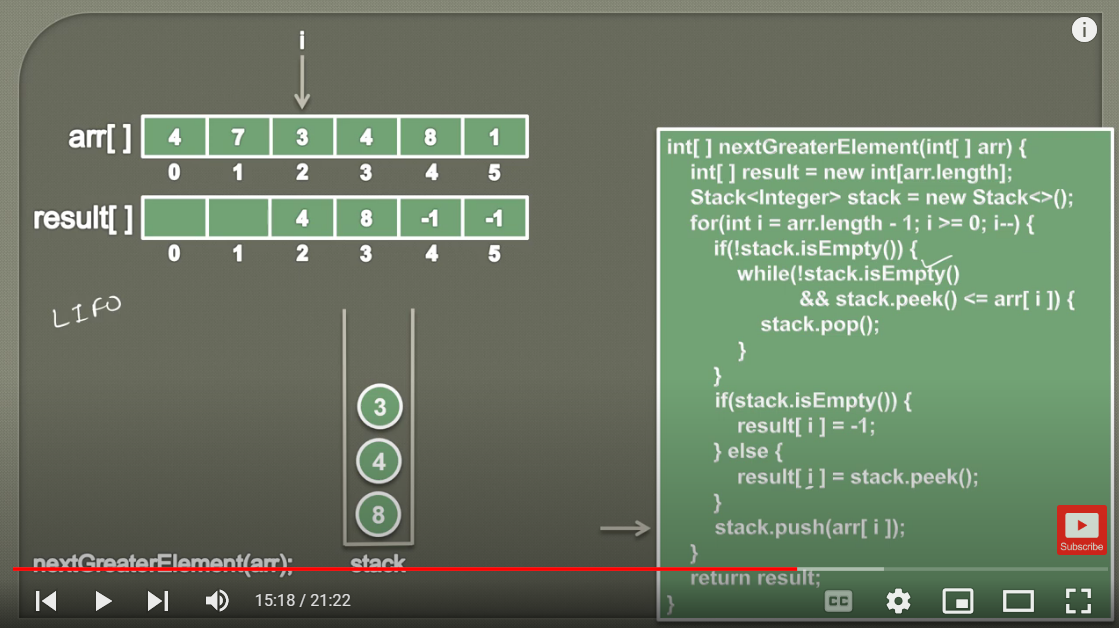 i
arr[ ] 4 7 3 4 8 1
0 1 2 3 4 5
result[ ] 4 8 -1 -1
0 1 2 3 4 5
LIFO
3
4
8
nextGreaterElement(arr); stack
int[ ] nextGreaterElement(int[ ] arr) {
int[ ] result = new int[arr.length];
Stack<Integer> stack = new Stack<>();
for(int i = arr.length - 1; i >= 0; i--) {
if(!stack.isEmpty()) {
while(!stack.isEmpty()
&& stack.peek() <= arr[ i ]) {
stack.pop();
}
}
if(stack.isEmpty()) {
result[ i ] = -1;
} else {
result[ i ] = stack.peek();
}
stack.push(arr[ i ]);
}
return result;
}
i
Subscribe
15:18 / 21:22
CC